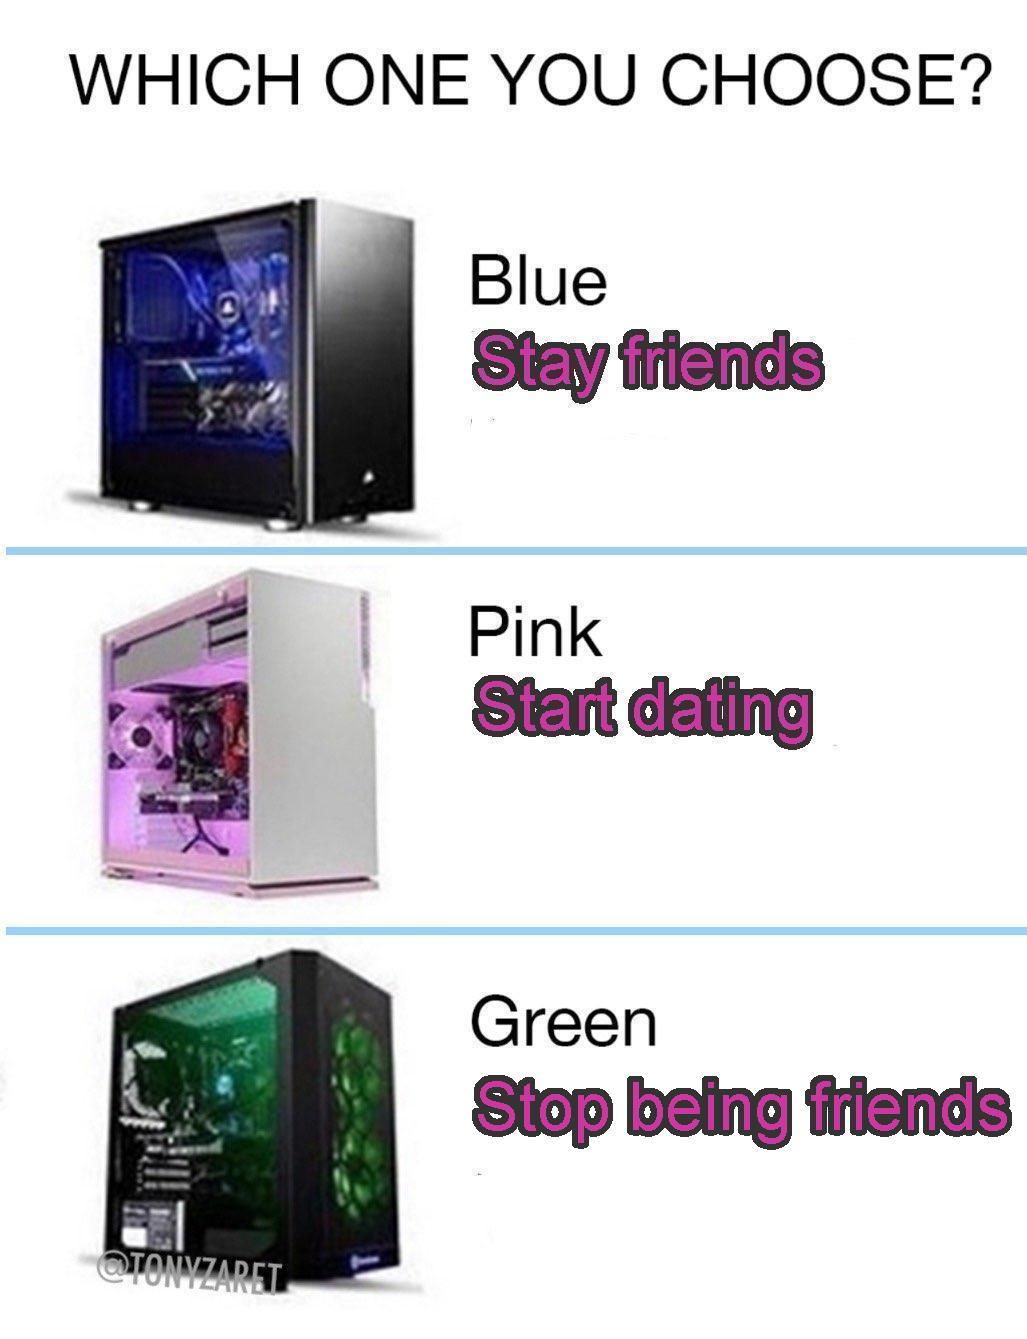 WHICH ONE YOU CHOOSE?
Blue
Stay friends
Pink
Start dating
Green
Stop being friends
@TONYZARET